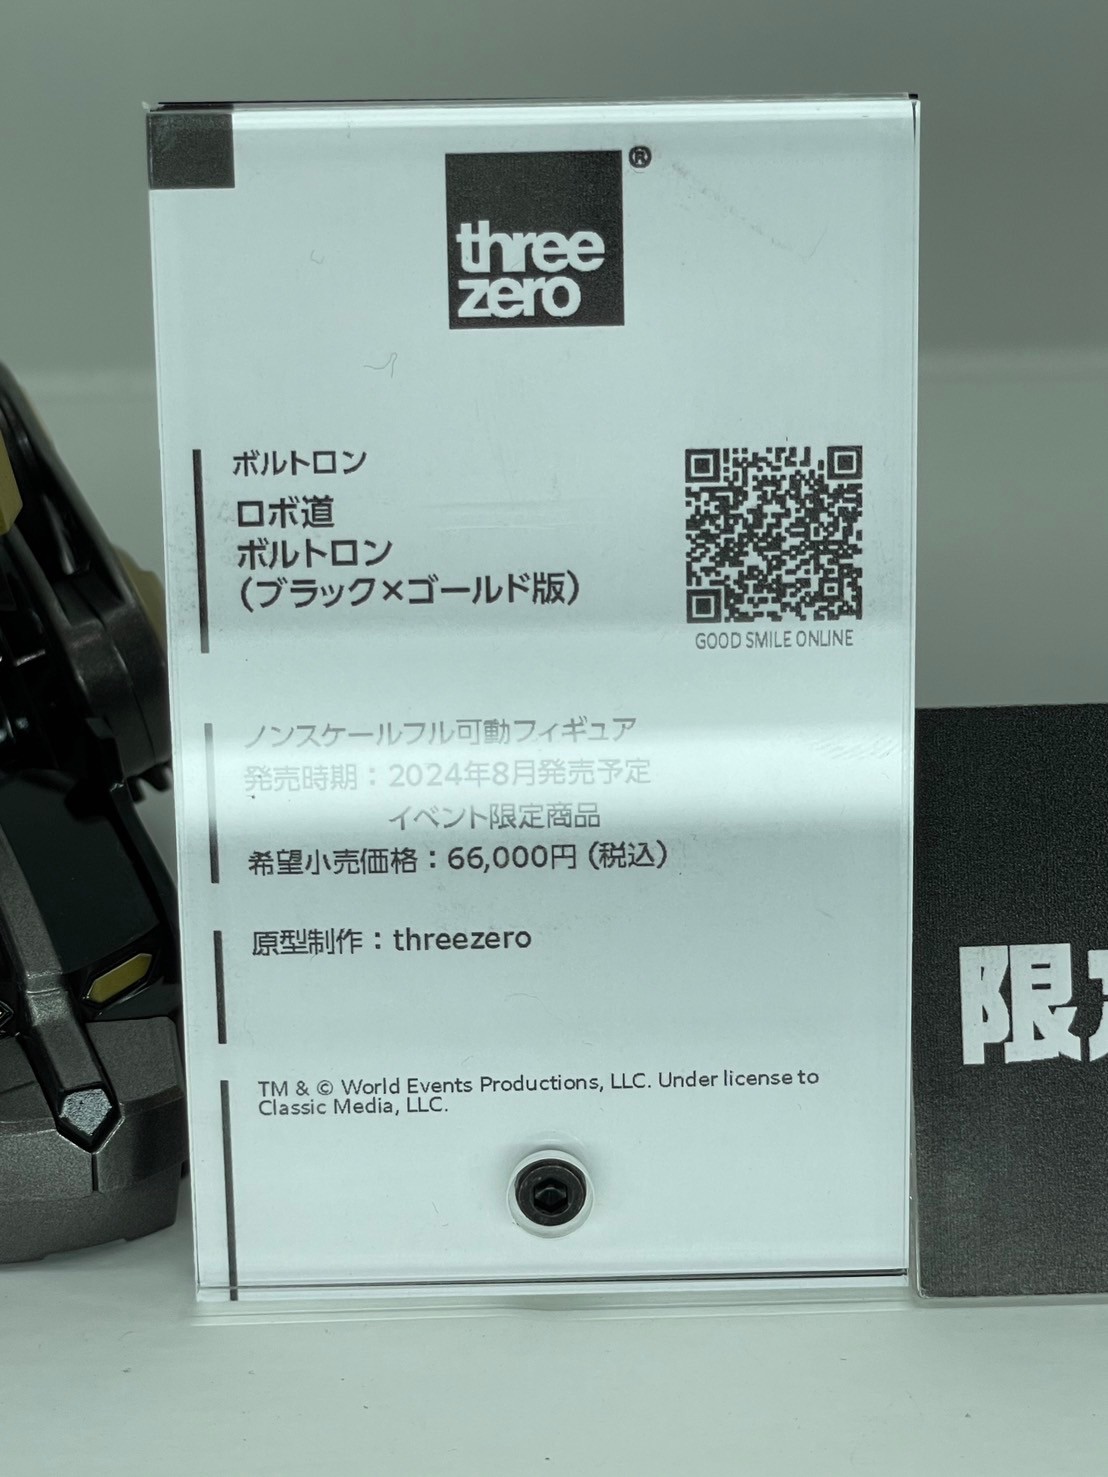 three
zero
®
ボルトロン
ロボ道
ボルトロン
(ブラック×ゴールド版)
GOOD SMILE ONLINE
ノンスケールフル可動フィギュア
発売時期：2024年8月発売予定
イベント限定商品
希望小売価格：66,000円（税込）
原型制作：threezero
TM & © World Events Productions, LLC. Under license to
Classic Media, LLC.
限